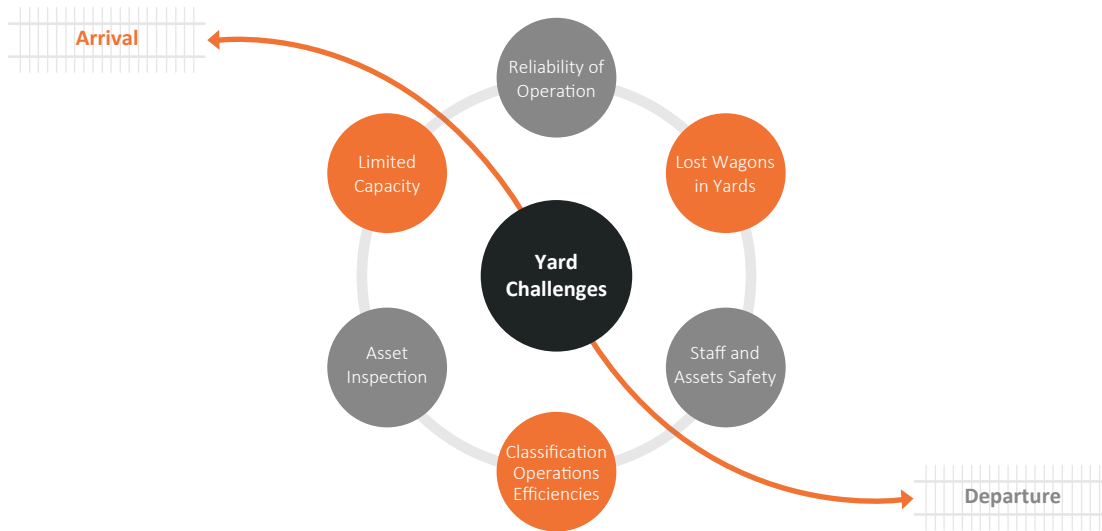 Arrival
Reliability of
Operation
Limited
Capacity
Lost Wagons
in Yards
Yard
Challenges
Asset
Inspection
Staff and
Assets Safety
Classification
Operations
Efficiencies
Departure